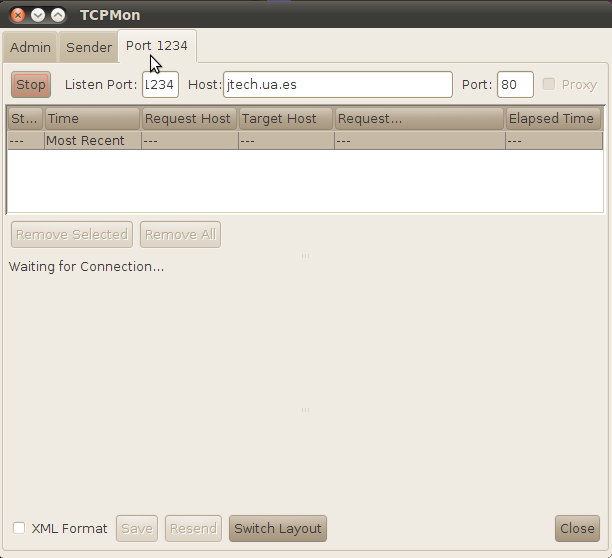 TCPMon
Admin Sender Port 1234
Stop Listen Port: 1234 Host: jtech.ua.es Port: 80 Proxy
St... Time Request Host Target Host Request... Elapsed Time
--- Most Recent --- --- --- ---
Remove Selected Remove All
Waiting for Connection...
XML Format Save Resend Switch Layout Close